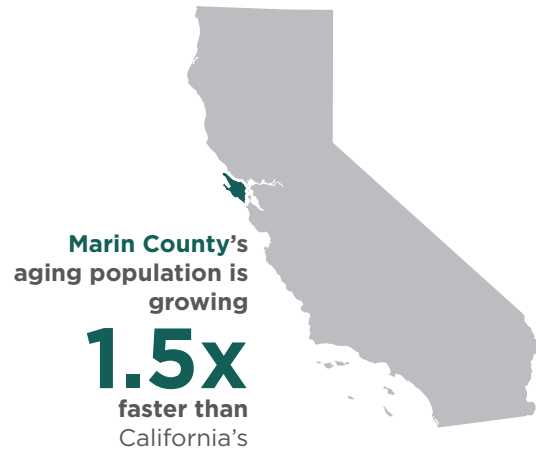 Marin County's
aging population is
growing
1.5x
faster than
California's